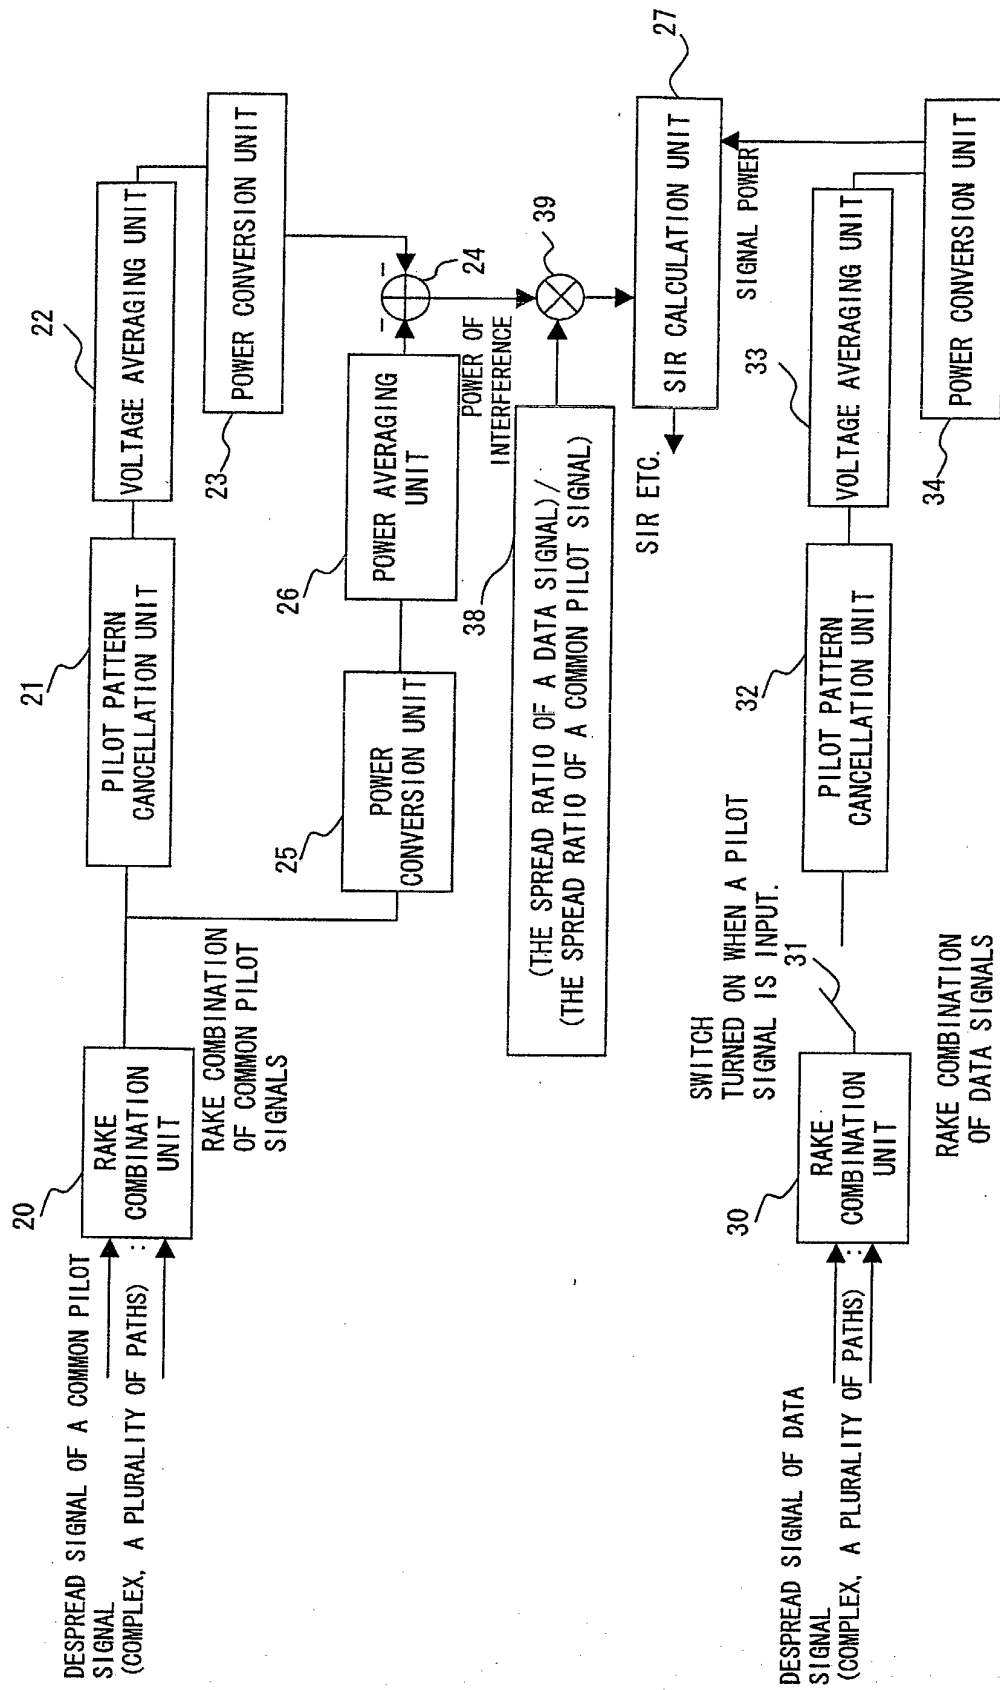 DESPREAD SIGNAL OF A COMMON PILOT
SIGNAL
(COMPLEX, A PLURALITY OF PATHS)
20
RAKE
COMBINATION
UNIT
RAKE COMBINATION
OF COMMON PILOT
SIGNALS
21
PILOT PATTERN
CANCELLATION UNIT
22
VOLTAGE AVERAGING UNIT
23
POWER CONVERSION UNIT
25
POWER
CONVERSION UNIT
26
POWER AVERAGING
UNIT
24
POWER OF
INTERFERENCE
39
38
(THE SPREAD RATIO OF A DATA SIGNAL)/
(THE SPREAD RATIO OF A COMMON PILOT SIGNAL)
27
SIR CALCULATION UNIT
SIR ETC.
SIGNAL POWER
DESPREAD SIGNAL OF DATA
SIGNAL
(COMPLEX, A PLURALITY OF PATHS)
30
RAKE
COMBINATION
UNIT
RAKE COMBINATION
OF DATA SIGNALS
SWITCH
TURNED ON WHEN A PILOT
SIGNAL IS INPUT.
31
32
PILOT PATTERN
CANCELLATION UNIT
33
VOLTAGE AVERAGING UNIT
34
POWER CONVERSION UNIT